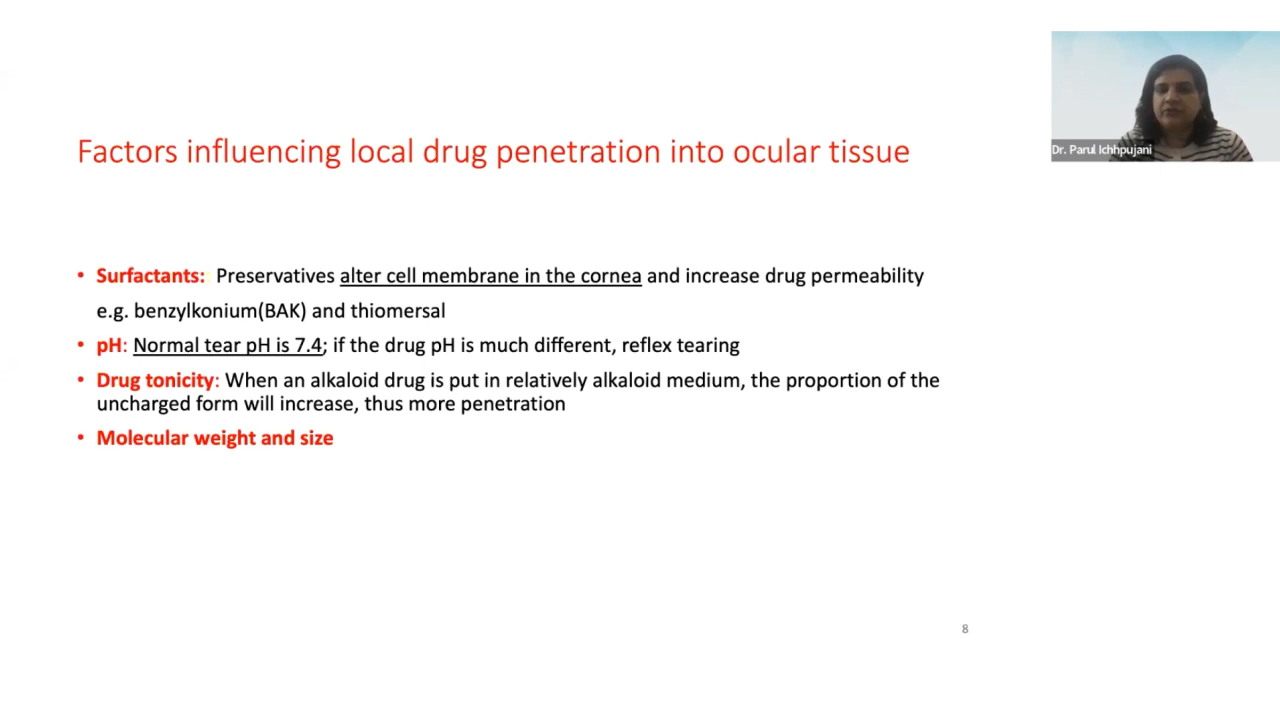 Factors influencing local drug penetration into ocular tissue
Dr. Parul Ichhpujani
• Surfactants: Preservatives alter cell membrane in the cornea and increase drug permeability
e.g. benzylkonium(BAK) and thiomersal
• pH: Normal tear pH is 7.4; if the drug pH is much different, reflex tearing
• Drug tonicity: When an alkaloid drug is put in relatively alkaloid medium, the proportion of the
uncharged form will increase, thus more penetration
• Molecular weight and size
8